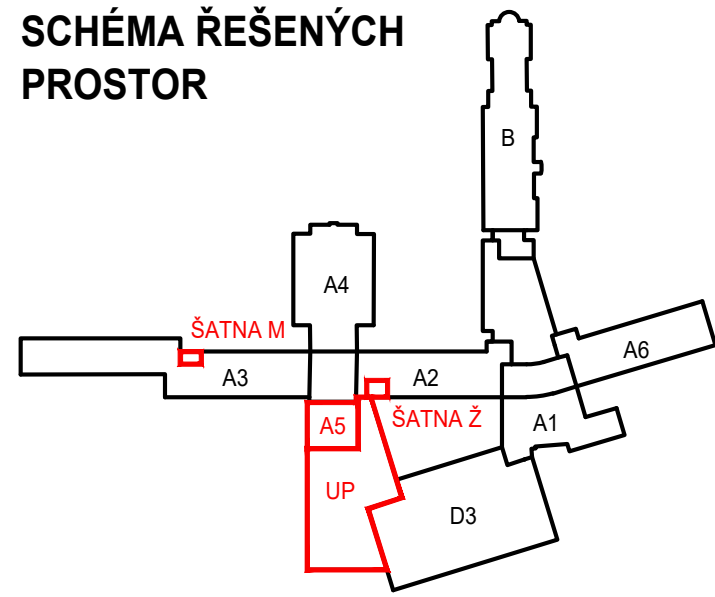 SCHÉMA ŘEŠENÝCH
PROSTOR
B
A4
ŠATNA M
A6
A3
A2
ŠATNA Ž
A5
A1
UP
D3